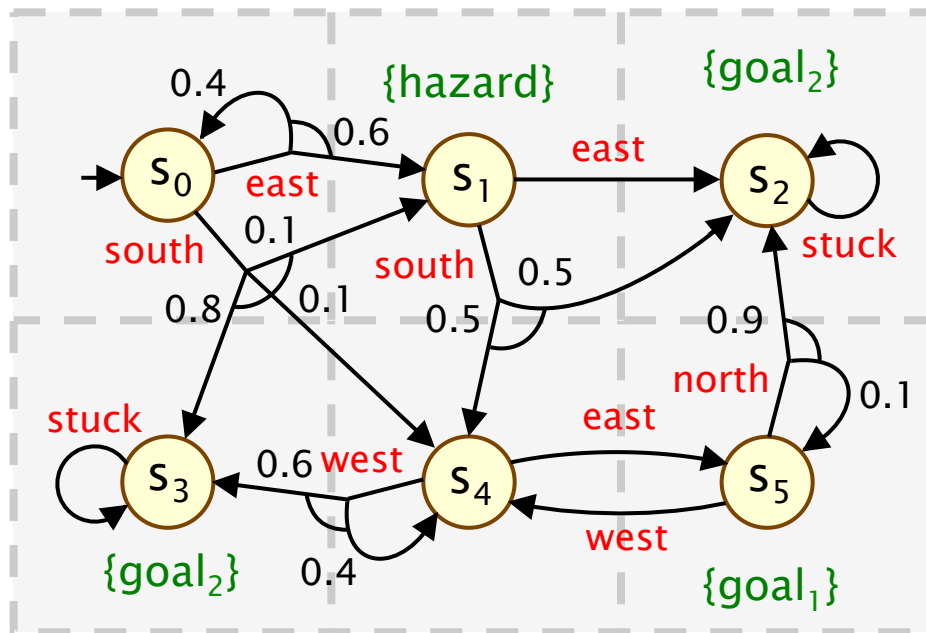 {goal₂}
{hazard}
0.4
0.6
s₀
s₁
east
s₂
east
0.1
south
south
0.5
stuck
0.8
0.1
0.5
0.9
north
0.1
stuck
east
0.6
west
s₃
s₄
s₅
west
0.4
{goal₂}
{goal₁}